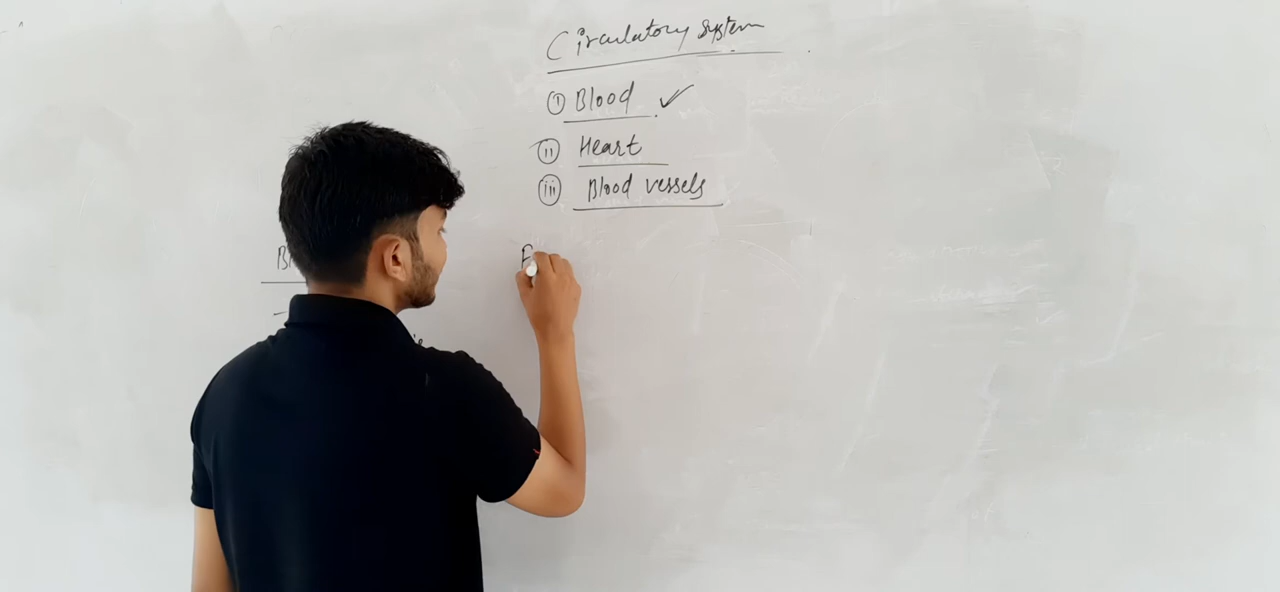 Circulatory System
(i) Blood ✓
(ii) Heart
(iii) Blood vessels